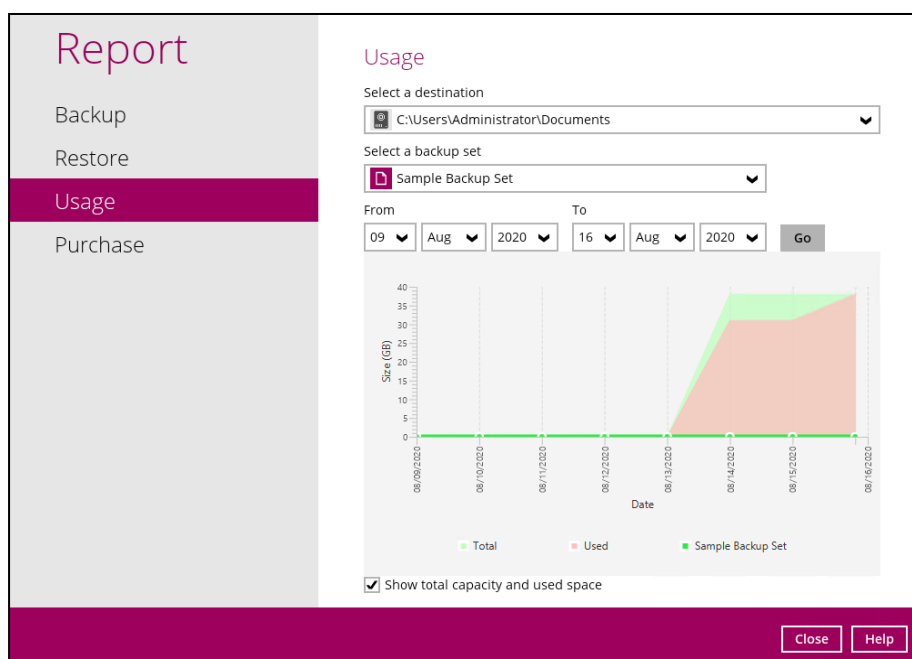 Report
Backup
Restore
Usage
Purchase
Usage
Select a destination
C:\Users\Administrator\Documents
Select a backup set
Sample Backup Set
From To
09 Aug 2020 16 Aug 2020 Go
40
35
30
25
20
15
10
5
0
Size (GB)
08/09/2020 08/10/2020 08/11/2020 08/12/2020 08/13/2020 08/14/2020 08/15/2020 08/16/2020
Date
Total Used Sample Backup Set
Show total capacity and used space
Close Help